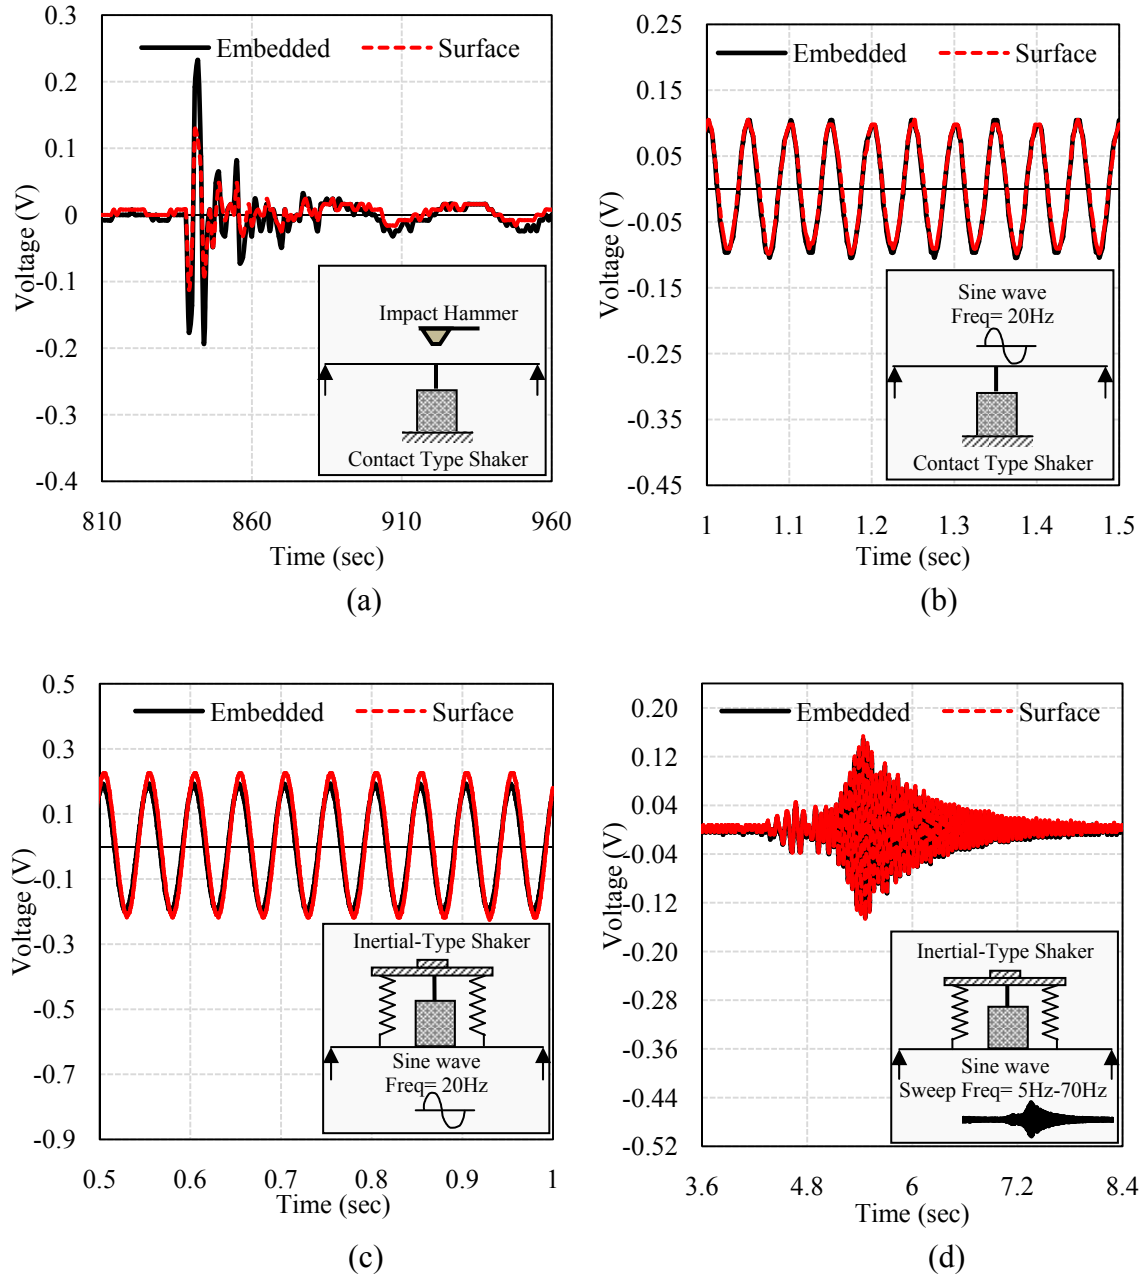 0.3
0.2
0.1
0
-0.1
-0.2
-0.3
-0.4
Voltage (V)
Embedded
Surface
Impact Hammer
Contact Type Shaker
810
860
910
960
Time (sec)
(a)
0.25
0.15
0.05
-0.05
-0.15
-0.25
-0.35
-0.45
Voltage (V)
Embedded
Surface
Sine wave
Freq= 20Hz
Contact Type Shaker
1
1.1
1.2
1.3
1.4
1.5
Time (sec)
(b)
0.5
0.3
0.1
-0.1
-0.3
-0.5
-0.7
-0.9
Voltage (V)
Embedded
Surface
Inertial-Type Shaker
Sine wave
Freq= 20Hz
0.5
0.6
0.7
0.8
0.9
1
Time (sec)
(c)
0.20
0.12
0.04
-0.04
-0.12
-0.20
-0.28
-0.36
-0.44
-0.52
Voltage (V)
Embedded
Surface
Inertial-Type Shaker
Sine wave
Sweep Freq= 5Hz-70Hz
3.6
4.8
6
7.2
8.4
Time (sec)
(d)